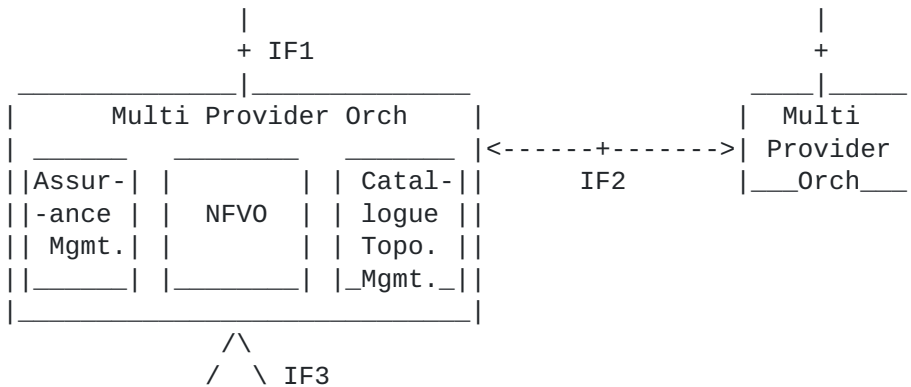 + IF1 +
Multi Provider Orch Multi
<------+-------> Provider
Assur- Catal- IF2 Orch
-ance NFVO logue
Mgmt. Topo.
Mgmt.
IF3